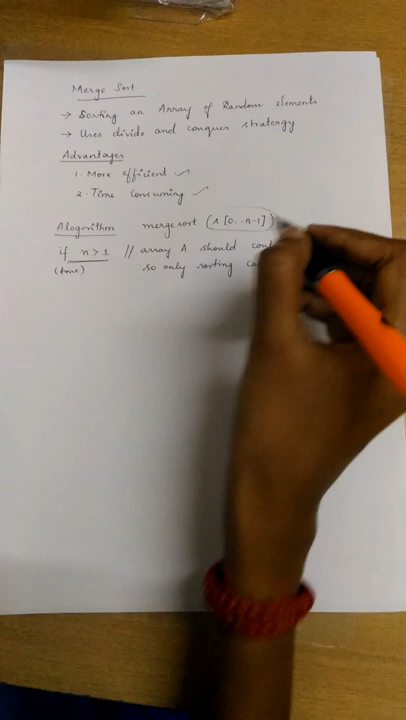 Merge Sort
→ Sorting an Array of Random elements
→ Uses divide and conquer stratergy
Advantages
1. More efficient ✓
2. Time Consuming ✓
Alogorithm mergesort (A [0...n-1])
if n > 1 // array A should
(true) so only sorting